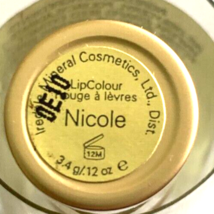 Mineral Cosmetics, Ltd., Dist.
LipColour
rouge à lèvres
Nicole
12M
3.4 g/.12 oz e